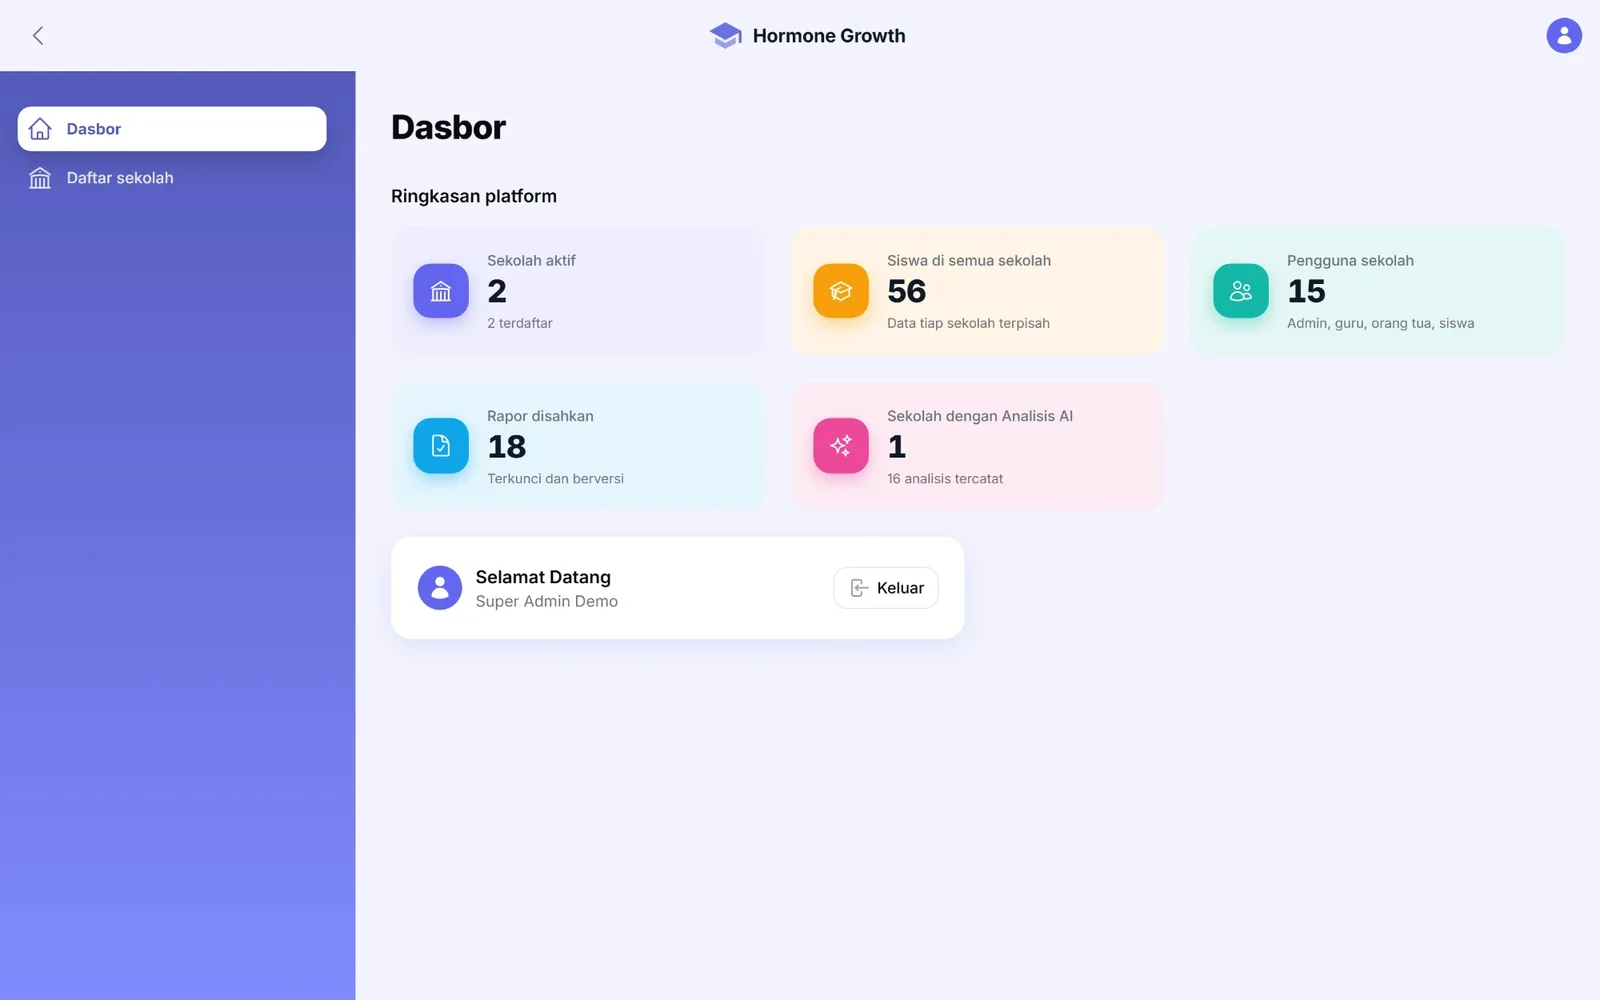 Hormone Growth
Dasbor
Daftar sekolah
Dasbor
Ringkasan platform
Sekolah aktif
2
2 terdaftar
Siswa di semua sekolah
56
Data tiap sekolah terpisah
Pengguna sekolah
15
Admin, guru, orang tua, siswa
Rapor disahkan
18
Terkunci dan berversi
Sekolah dengan Analisis AI
1
16 analisis tercatat
Selamat Datang
Super Admin Demo
Keluar